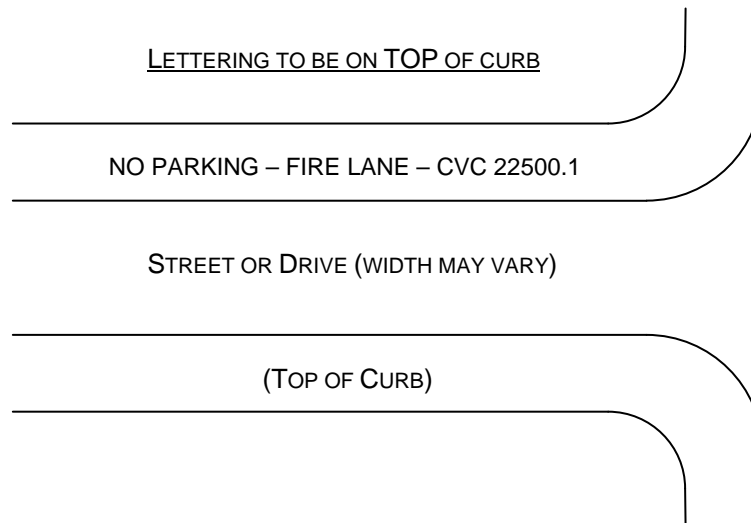 LETTERING TO BE ON TOP OF CURB
NO PARKING – FIRE LANE – CVC 22500.1
STREET OR DRIVE (WIDTH MAY VARY)
(TOP OF CURB)